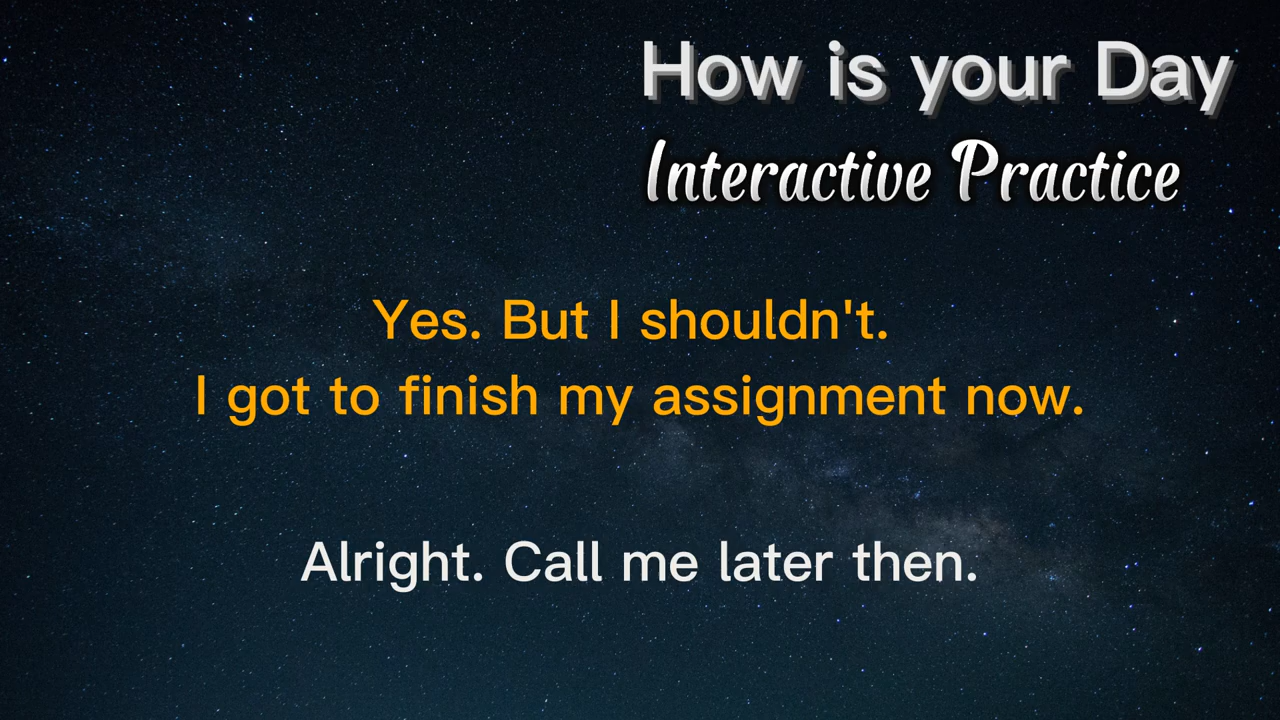 How is your Day
Interactive Practice
Yes. But I shouldn't.
I got to finish my assignment now.
Alright. Call me later then.